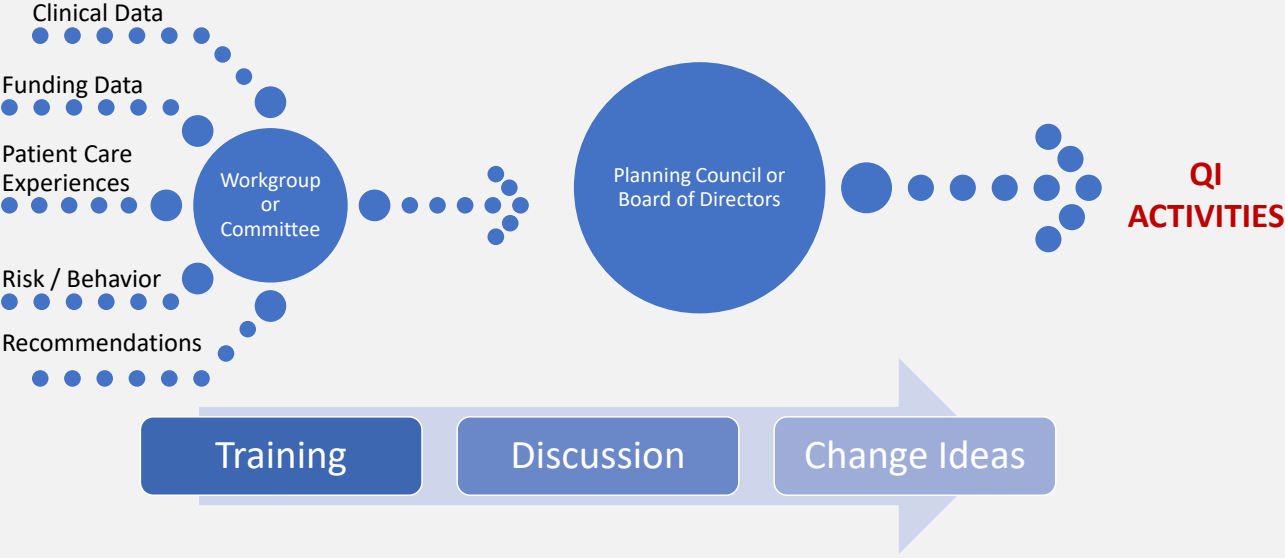 Clinical Data
Funding Data
Patient Care
Experiences
Risk / Behavior
Recommendations
Workgroup
or
Committee
Planning Council or
Board of Directors
QI
ACTIVITIES
Training
Discussion
Change Ideas